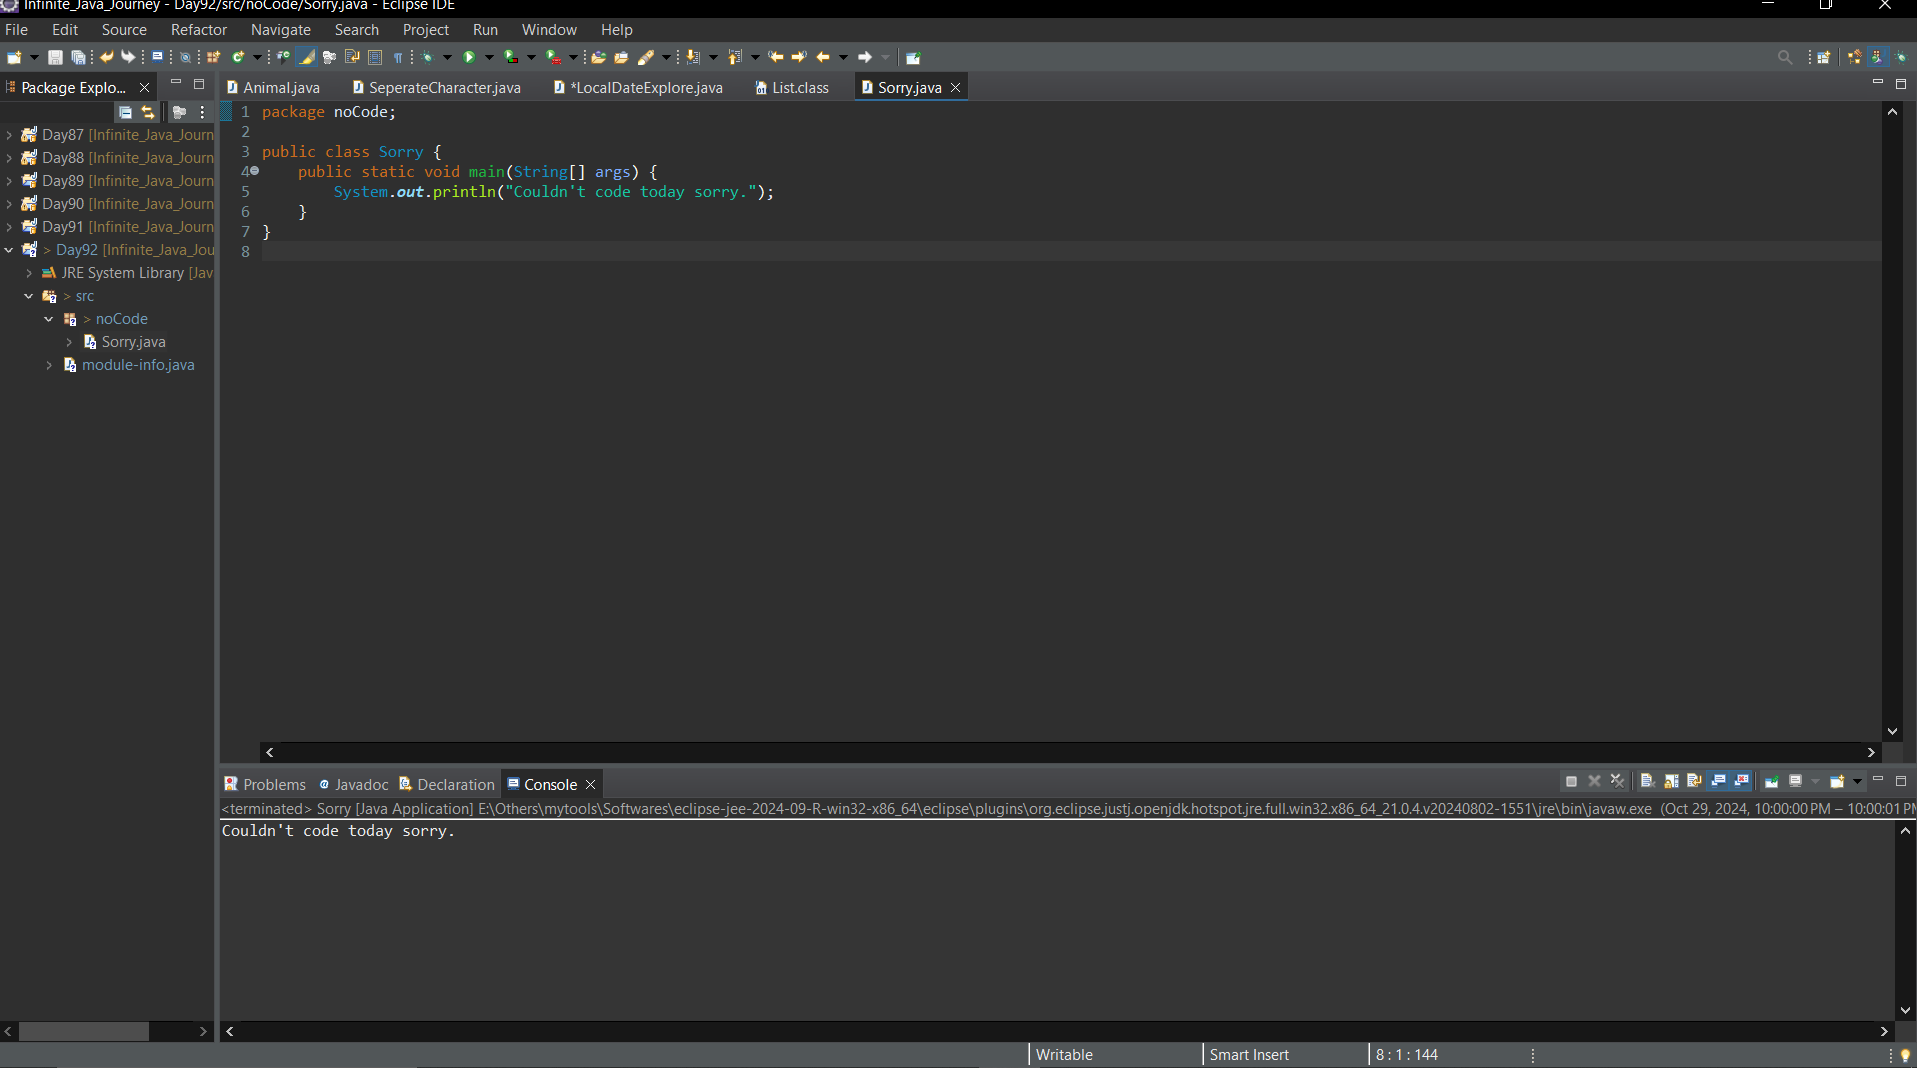 Infinite_Java_Journey - Day92/src/noCode/Sorry.java - Eclipse IDE
File Edit Source Refactor Navigate Search Project Run Window Help
Package Explo... Animal.java SeperateCharacter.java *LocalDateExplore.java List.class Sorry.java
Day87 [Infinite_Java_Journ
Day88 [Infinite_Java_Journ
Day89 [Infinite_Java_Journ
Day90 [Infinite_Java_Journ
Day91 [Infinite_Java_Journ
> Day92 [Infinite_Java_Jou
JRE System Library [Jav
> src
> noCode
Sorry.java
module-info.java
1 package noCode;
2
3 public class Sorry {
4 public static void main(String[] args) {
5 System.out.println("Couldn't code today sorry.");
6 }
7 }
8
Problems Javadoc Declaration Console
<terminated> Sorry [Java Application] E:\Others\mytools\Softwares\eclipse-jee-2024-09-R-win32-x86_64\eclipse\plugins\org.eclipse.justj.openjdk.hotspot.jre.full.win32.x86_64_21.0.4.v20240802-1551\jre\bin\javaw.exe (Oct 29, 2024, 10:00:00 PM – 10:00:01 PM
Couldn't code today sorry.
Writable Smart Insert 8 : 1 : 144